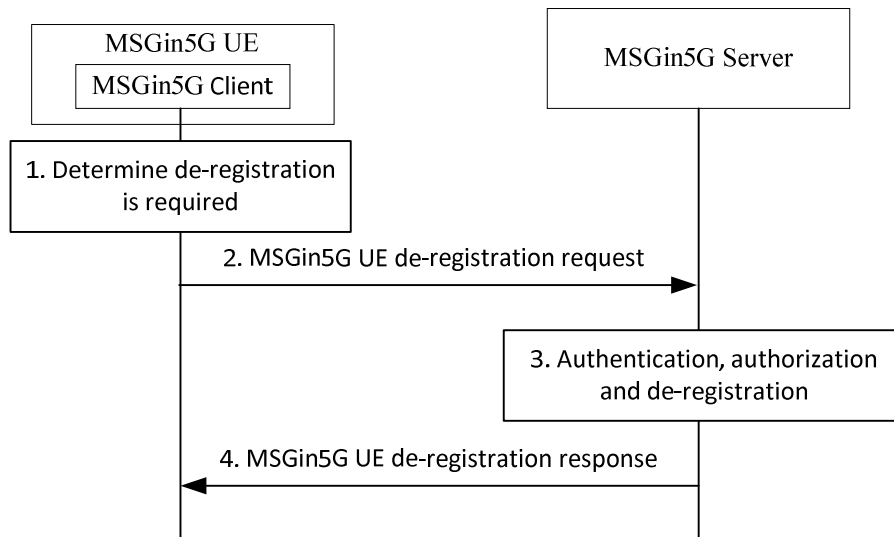 MSGin5G UE
MSGin5G Client
MSGin5G Server
1. Determine de-registration
is required
2. MSGin5G UE de-registration request
3. Authentication, authorization
and de-registration
4. MSGin5G UE de-registration response